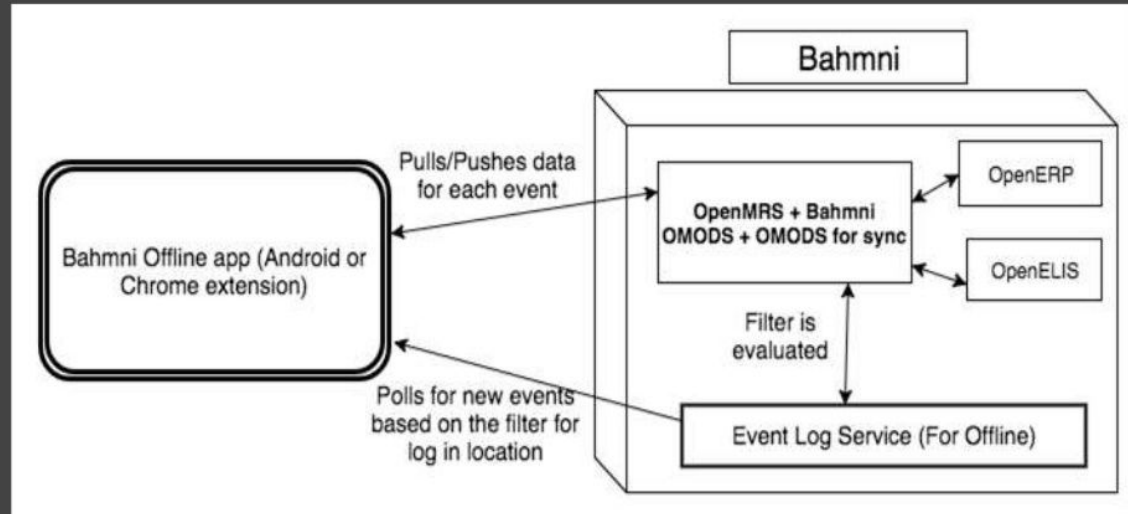 Bahmni
Pulls/Pushes data
for each event
OpenERP
OpenMRS + Bahmni
OMODS + OMODS for sync
Bahmni Offline app (Android or
Chrome extension)
OpenELIS
Filter is
evaluated
Polls for new events
based on the filter for
log in location
Event Log Service (For Offline)